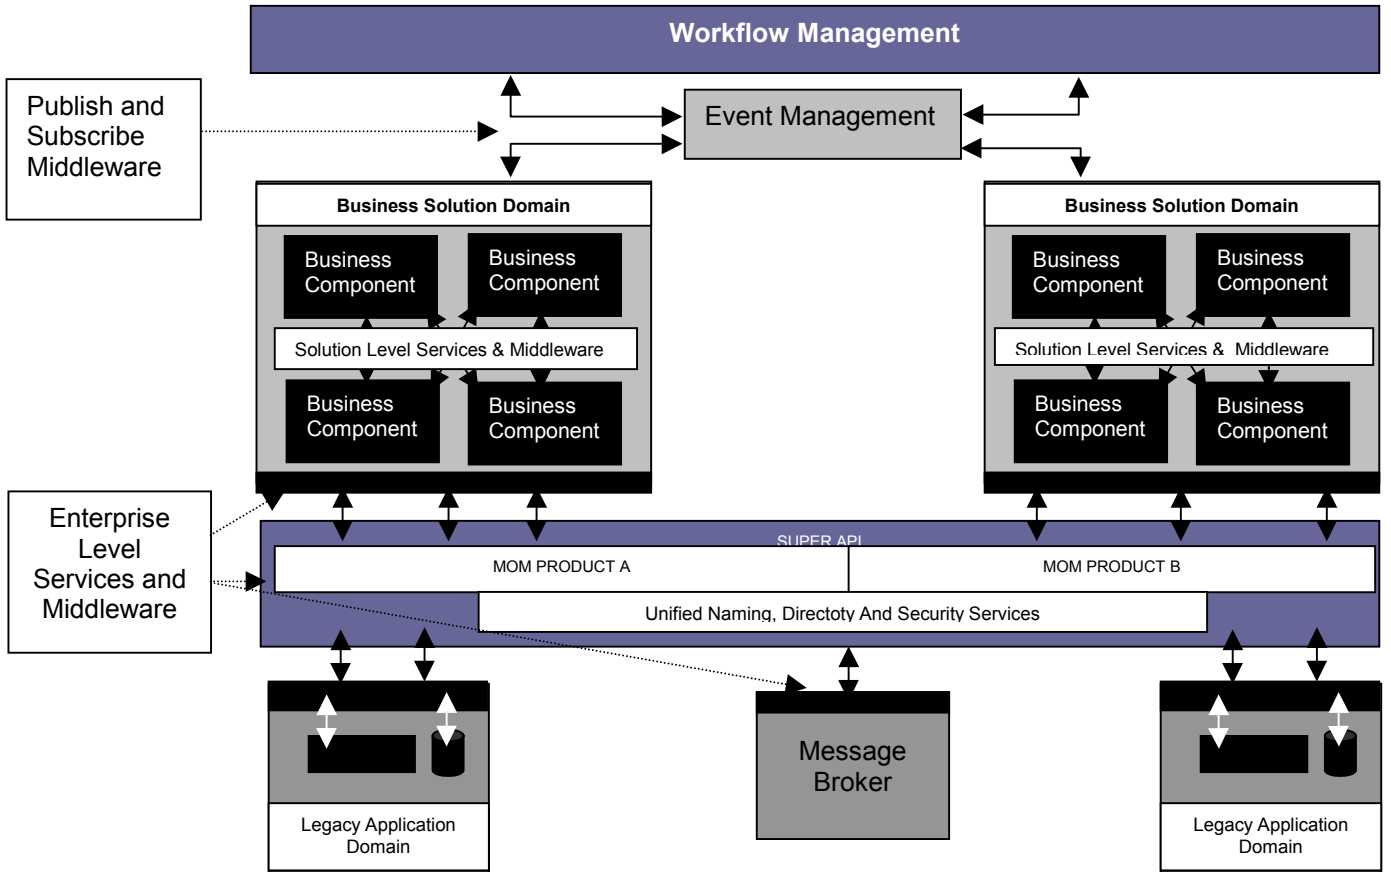 Workflow Management
Publish and
Subscribe
Middleware
Event Management
Business Solution Domain
Business
Component
Business
Component
Solution Level Services & Middleware
Business
Component
Business
Component
Business Solution Domain
Business
Component
Business
Component
Solution Level Services & Middleware
Business
Component
Business
Component
Enterprise
Level
Services and
Middleware
SUPER API
MOM PRODUCT A
MOM PRODUCT B
Unified Naming, Directoty And Security Services
Legacy Application
Domain
Message
Broker
Legacy Application
Domain